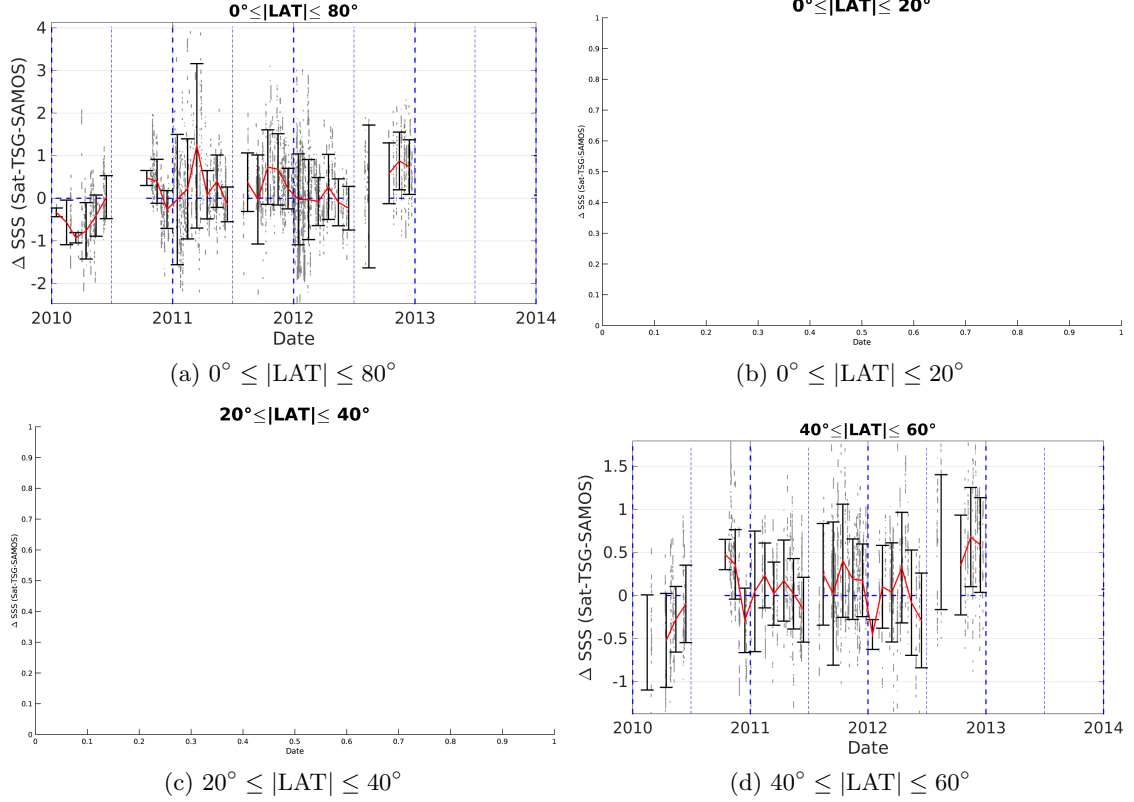 0°≤|LAT|≤ 80°
4
3
2
1
0
-1
-2
Δ SSS (Sat-TSG-SAMOS)
2010 2011 2012 2013 2014
Date
(a) 0° ≤ |LAT| ≤ 80°
0°≤|LAT|≤ 20°
1
0.9
0.8
0.7
0.6
0.5
0.4
0.3
0.2
0.1
0
Δ SSS (Sat-TSG-SAMOS)
0 0.1 0.2 0.3 0.4 0.5 0.6 0.7 0.8 0.9 1
Date
(b) 0° ≤ |LAT| ≤ 20°
20°≤|LAT|≤ 40°
1
0.9
0.8
0.7
0.6
0.5
0.4
0.3
0.2
0.1
0
Δ SSS (Sat-TSG-SAMOS)
0 0.1 0.2 0.3 0.4 0.5 0.6 0.7 0.8 0.9 1
Date
(c) 20° ≤ |LAT| ≤ 40°
40°≤|LAT|≤ 60°
1.5
1
0.5
0
-0.5
-1
Δ SSS (Sat-TSG-SAMOS)
2010 2011 2012 2013 2014
Date
(d) 40° ≤ |LAT| ≤ 60°